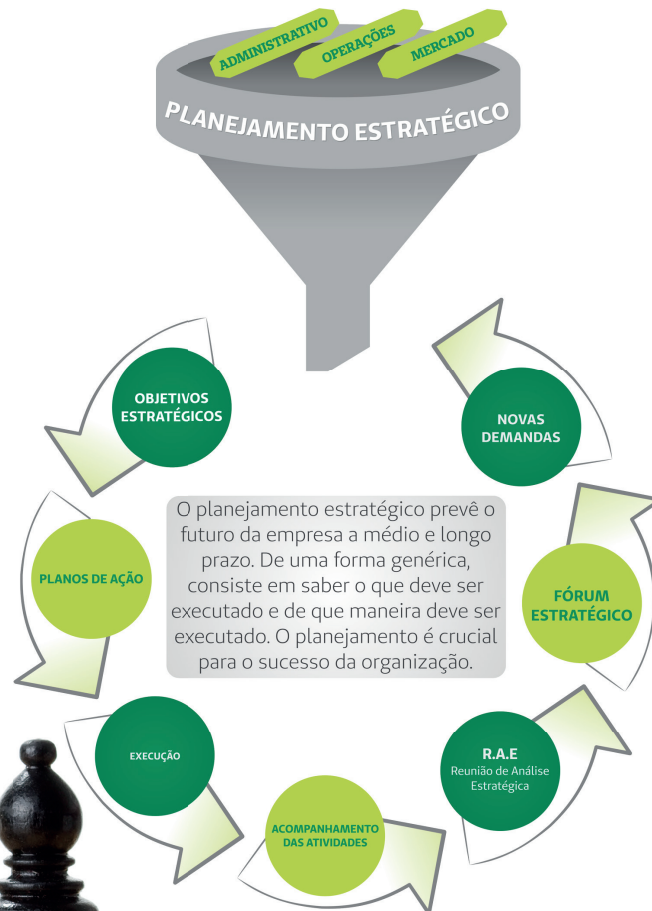 ADMINISTRATIVO
OPERAÇÕES
MERCADO
PLANEJAMENTO ESTRATÉGICO
OBJETIVOS
ESTRATÉGICOS
PLANOS DE AÇÃO
EXECUÇÃO
ACOMPANHAMENTO
DAS ATIVIDADES
R.A.E
Reunião de Análise
Estratégica
FÓRUM
ESTRATÉGICO
NOVAS
DEMANDAS
O planejamento estratégico prevê o
futuro da empresa a médio e longo
prazo. De uma forma genérica,
consiste em saber o que deve ser
executado e de que maneira deve ser
executado. O planejamento é crucial
para o sucesso da organização.